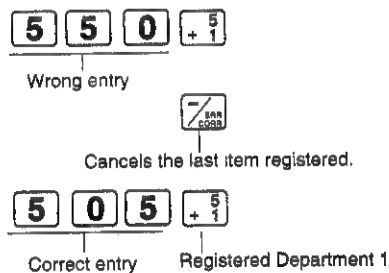 5 5 0 5 + 1
Wrong entry
−/ERR CORR
Cancels the last item registered.
5 0 5 5 + 1
Correct entry Registered Department 1